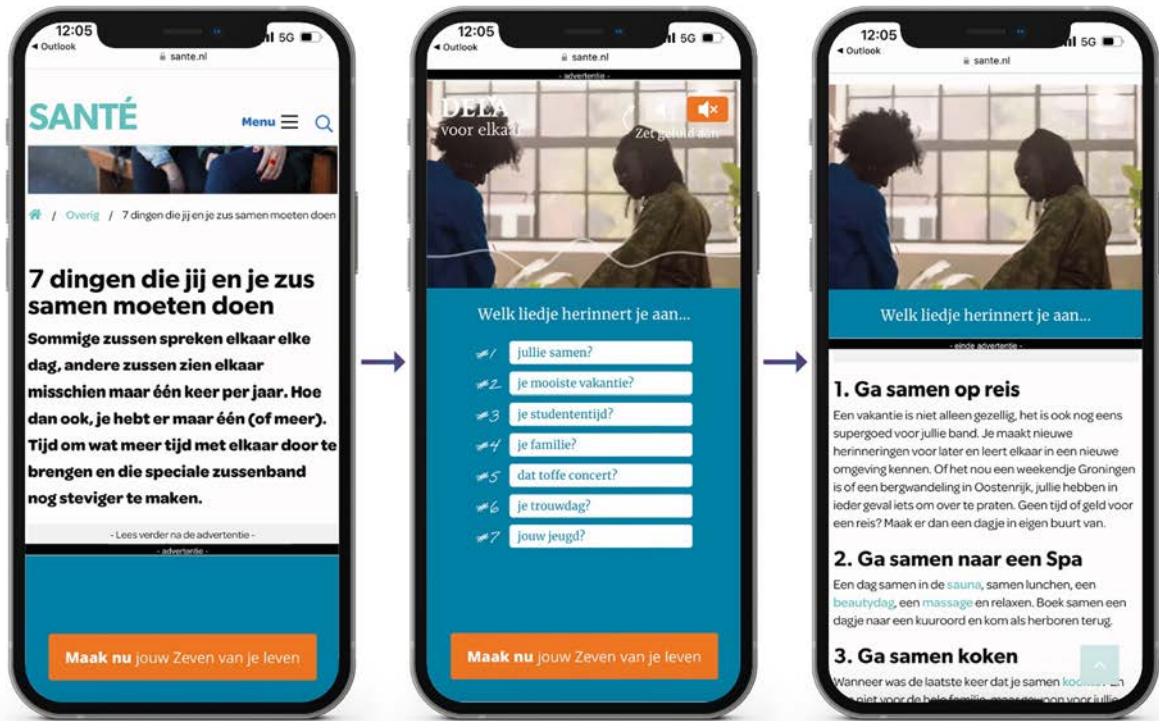 12:05
5G
◄ Outlook
sante.nl
SANTÉ
Menu
/ Overig / 7 dingen die jij en je zus samen moeten doen
7 dingen die jij en je zus
samen moeten doen
Sommige zussen spreken elkaar elke
dag, andere zussen zien elkaar
misschien maar één keer per jaar. Hoe
dan ook, je hebt er maar één (of meer).
Tijd om wat meer tijd met elkaar door te
brengen en die speciale zussenband
nog steviger te maken.
- Lees verder na de advertentie -
- advertentie -
Maak nu jouw Zeven van je leven
12:05
5G
◄ Outlook
sante.nl
- advertentie -
DELA
voor elkaar
Zet geluid aan
Welk liedje herinnert je aan...
#1 jullie samen?
#2 je mooiste vakantie?
#3 je studententijd?
#4 je familie?
#5 dat toffe concert?
#6 je trouwdag?
#7 jouw jeugd?
Maak nu jouw Zeven van je leven
12:05
5G
◄ Outlook
sante.nl
Welk liedje herinnert je aan...
- einde advertentie -
1. Ga samen op reis
Een vakantie is niet alleen gezellig, het is ook nog eens
supergoed voor jullie band. Je maakt nieuwe
herinneringen voor later en leert elkaar in een nieuwe
omgeving kennen. Of het nou een weekendje Groningen
is of een bergwandeling in Oostenrijk, jullie hebben in
ieder geval iets om over te praten. Geen tijd of geld voor
een reis? Maak er dan een dagje in eigen buurt van.
2. Ga samen naar een Spa
Een dag samen in de sauna, samen lunchen, een
beautydag, een massage en relaxen. Boek samen een
dagje naar een kuuroord en kom als herboren terug.
3. Ga samen koken
Wanneer was de laatste keer dat je samen
niet voor de hele familie, maar gewoon voor jullie